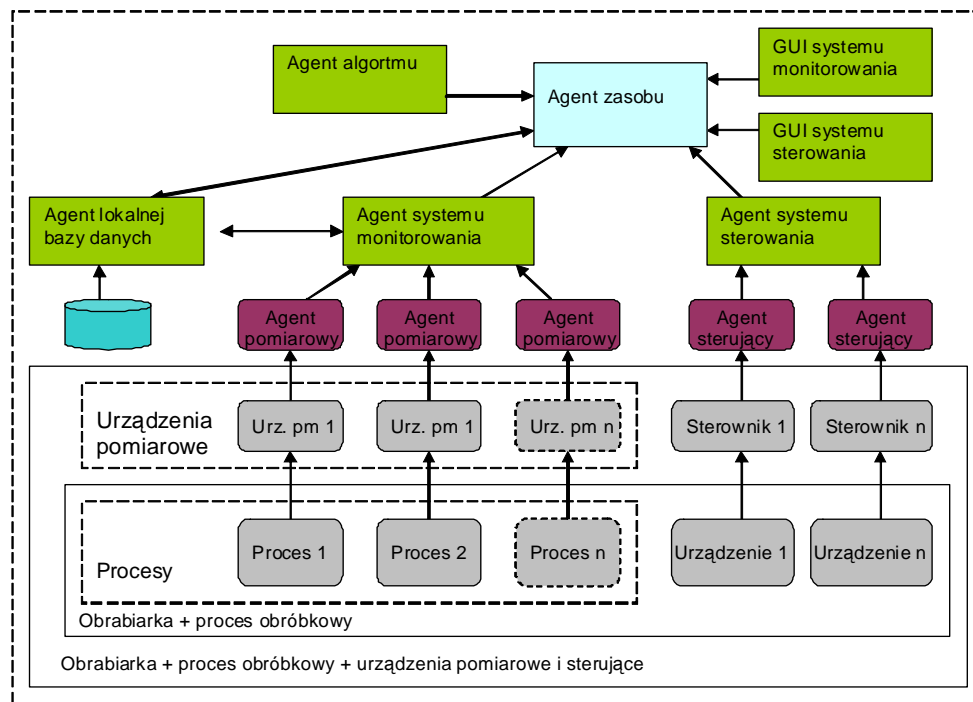 Agent algortmu
Agent zasobu
GUI systemu
monitorowania
GUI systemu
sterowania
Agent lokalnej
bazy danych
Agent systemu
monitorowania
Agent systemu
sterowania
Agent
pomiarowy
Agent
pomiarowy
Agent
pomiarowy
Agent
sterujący
Agent
sterujący
Urządzenia
pomiarowe
Urz. pm 1
Urz. pm 1
Urz. pm n
Sterownik 1
Sterownik n
Procesy
Proces 1
Proces 2
Proces n
Urządzenie 1
Urządzenie n
Obrabiarka + proces obróbkowy
Obrabiarka + proces obróbkowy + urządzenia pomiarowe i sterujące